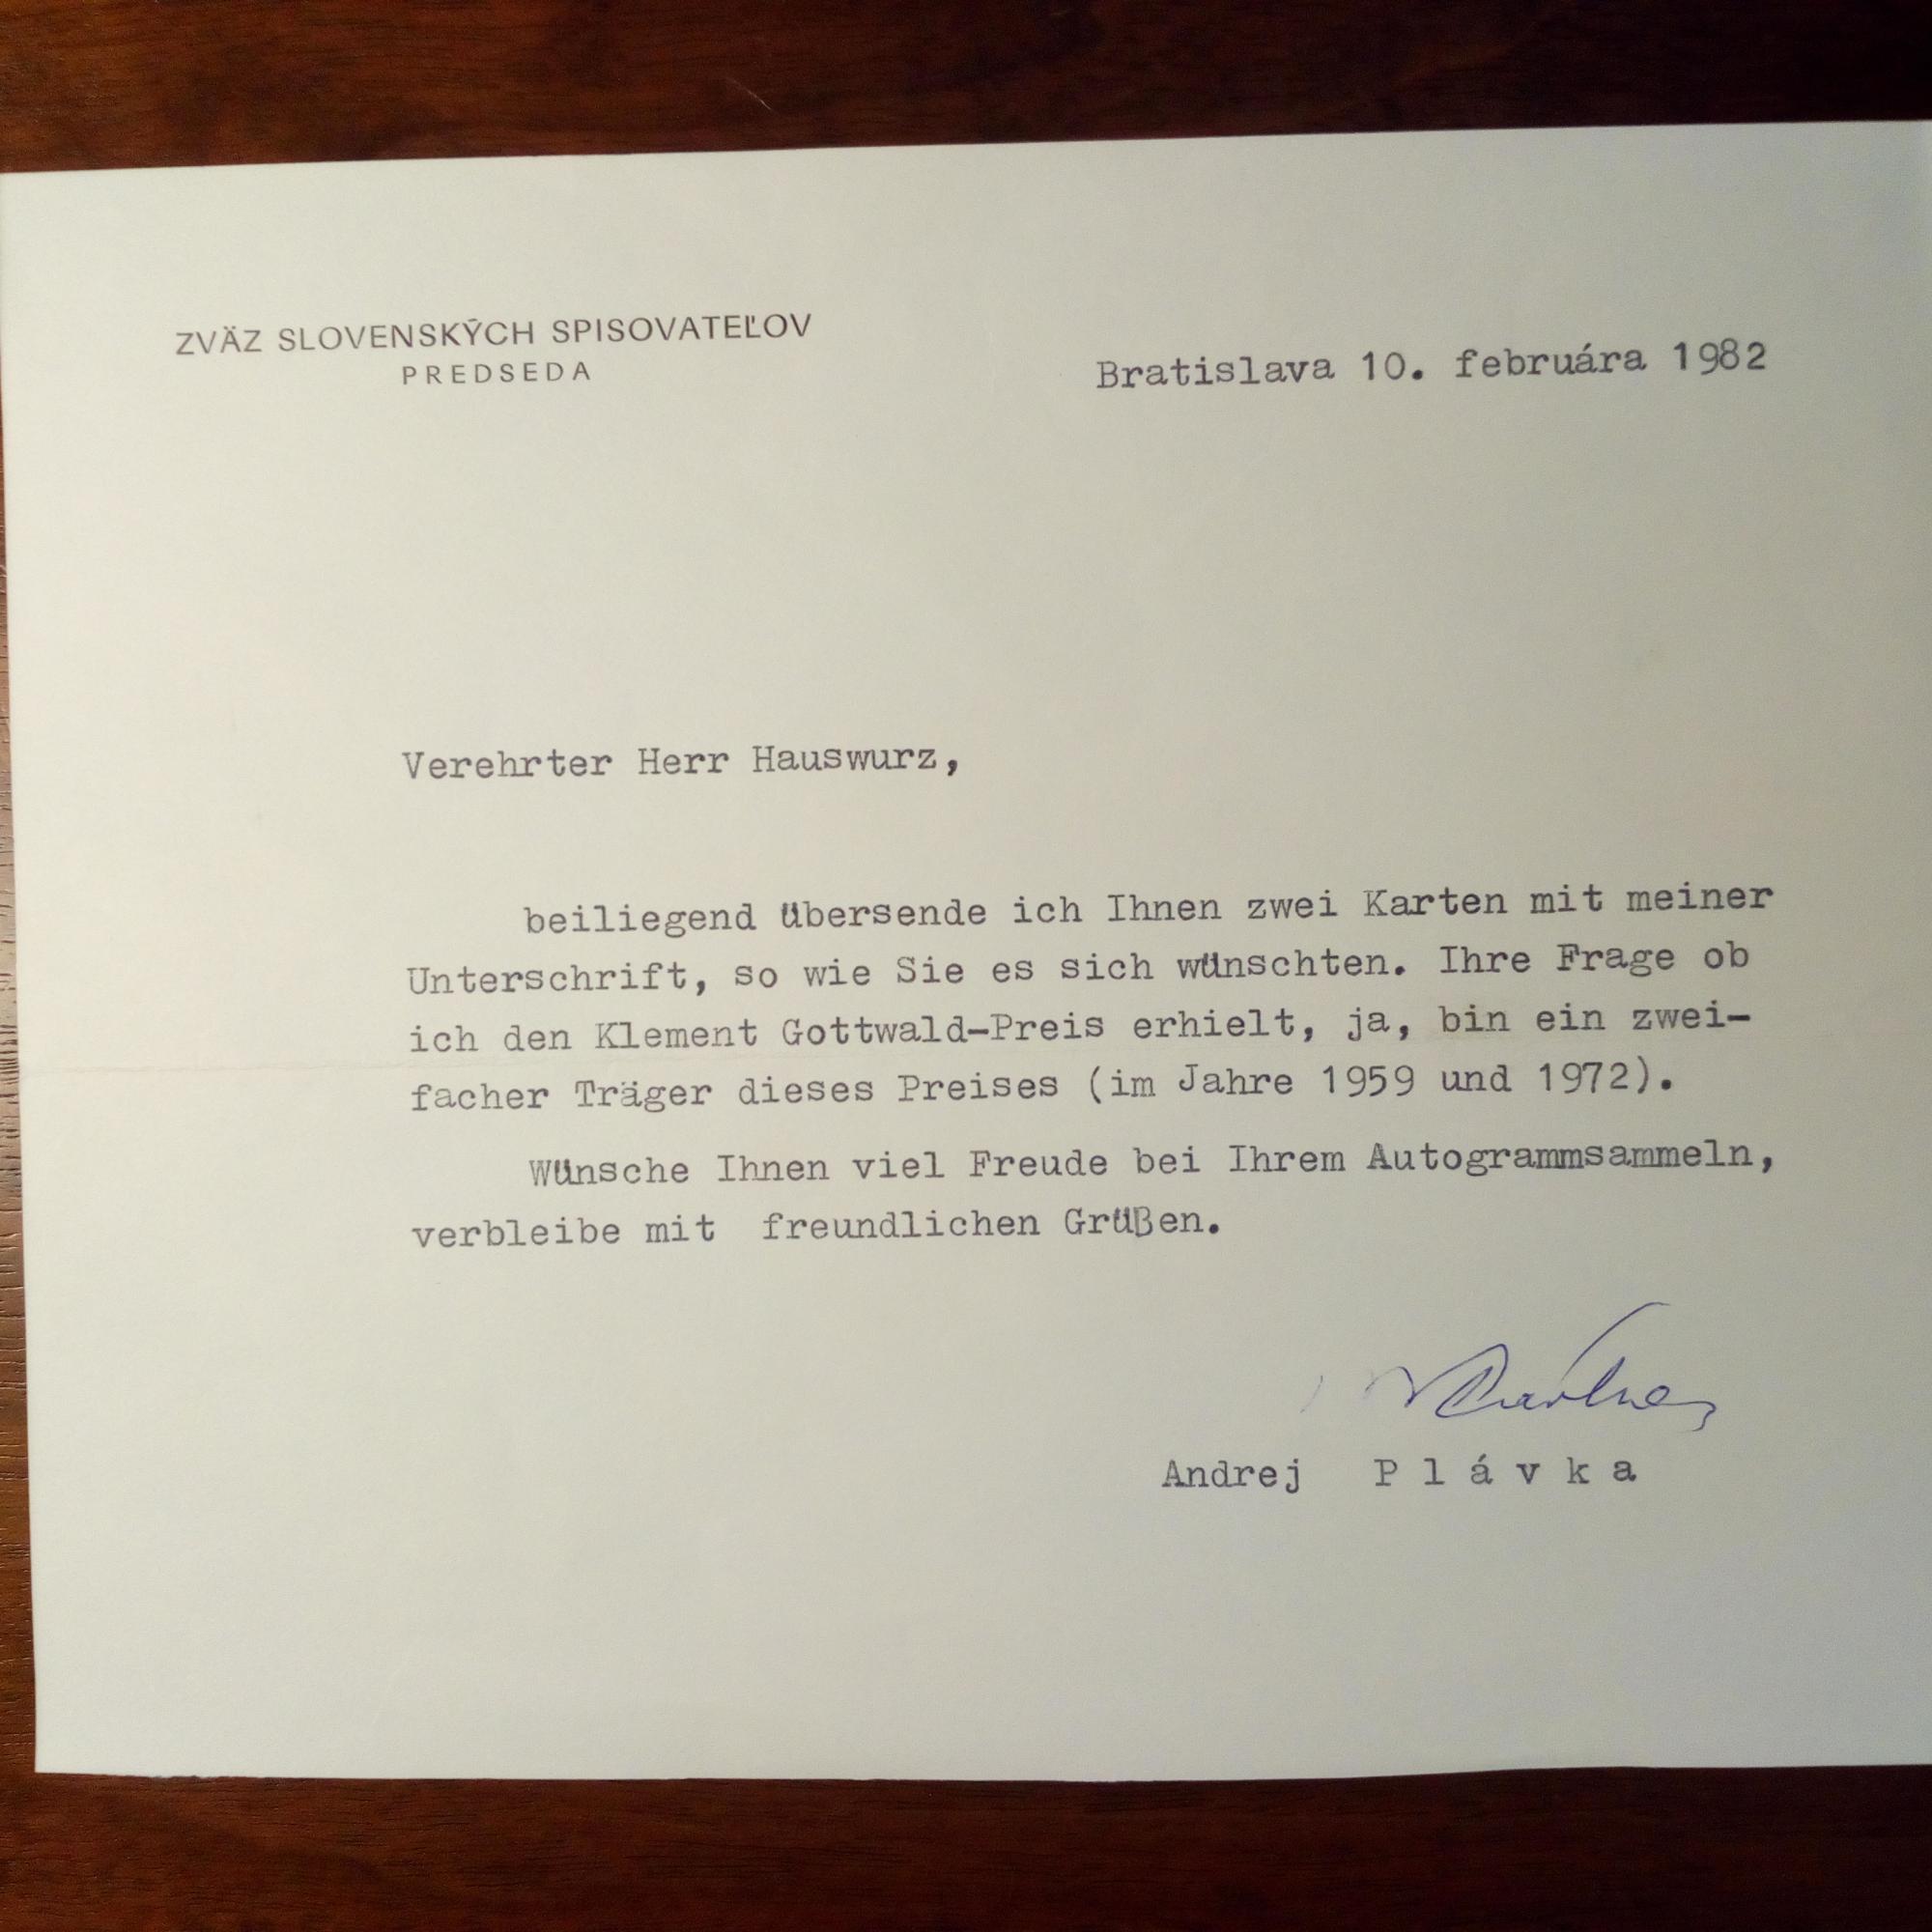 ZVÄZ SLOVENSKÝCH SPISOVATEĽOV
PREDSEDA
Bratislava 10. februára 1982
Verehrter Herr Hauswurz,
beiliegend übersende ich Ihnen zwei Karten mit meiner
Unterschrift, so wie Sie es sich wünschten. Ihre Frage ob
ich den Klement Gottwald-Preis erhielt, ja, bin ein zwei-
facher Träger dieses Preises (im Jahre 1959 und 1972).
Wünsche Ihnen viel Freude bei Ihrem Autogrammsammeln,
verbleibe mit freundlichen Grüßen.
Andrej P l á v k a